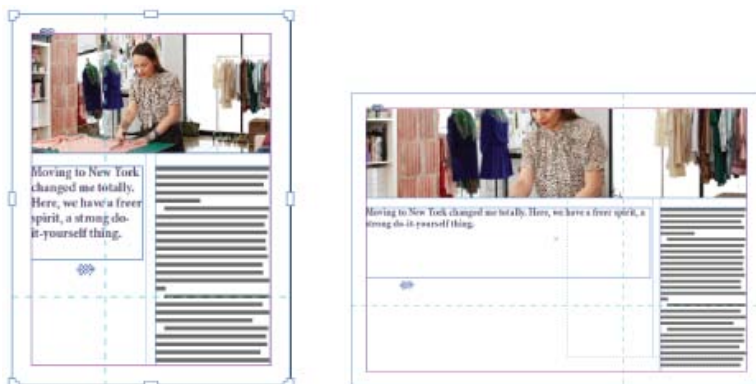 Moving to New York
changed me totally.
Here, we have a freer
spirit, a strong do-
it-yourself thing.
Moving to New York changed me totally. Here, we have a freer spirit, a
strong do-it-yourself thing.